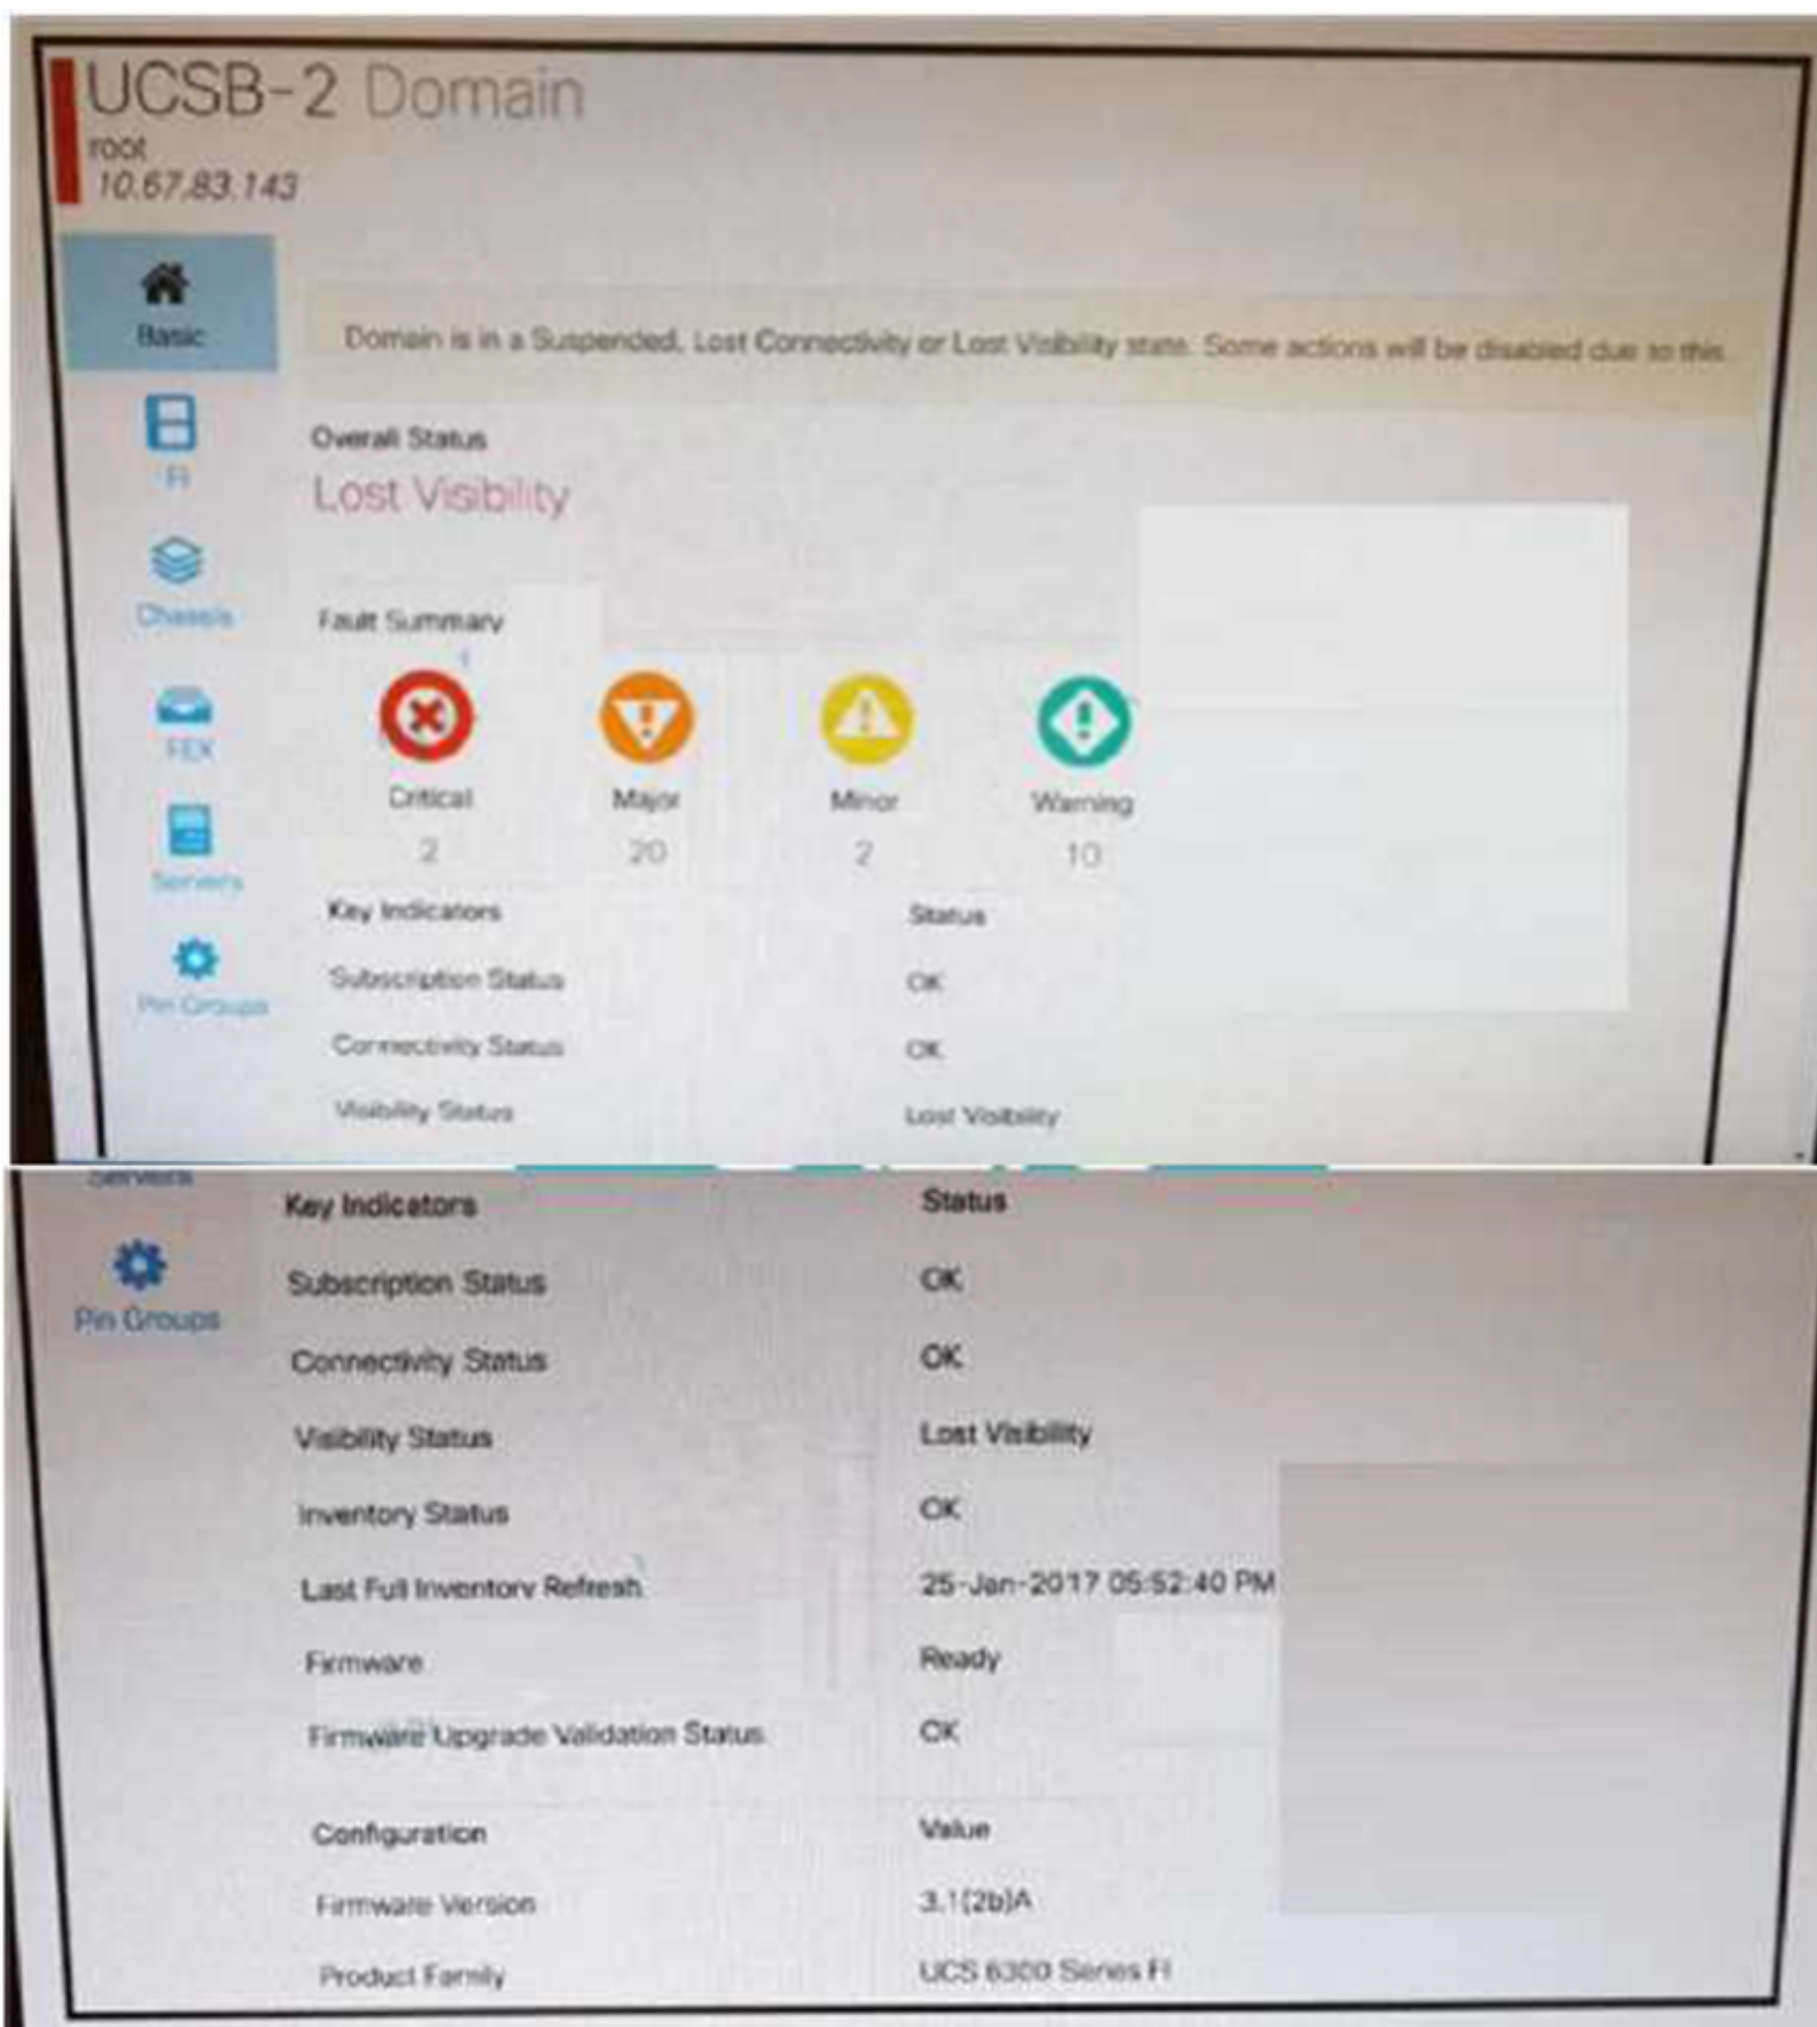 UCSB-2 Domain
root
10.67.83.143
Basic
Domain is in a Suspended, Lost Connectivity or Lost Visibility state. Some actions will be disabled due to this.
FI
Overall Status
Lost Visibility
Chassis
Fault Summary
FEX
Critical
Major
Minor
Warning
2
20
2
10
Servers
Key Indicators
Status
Subscription Status
OK
Pin Groups
Connectivity Status
OK
Visibility Status
Lost Visibility
Servers
Key Indicators
Status
Subscription Status
OK
Pin Groups
Connectivity Status
OK
Visibility Status
Lost Visibility
Inventory Status
OK
Last Full Inventory Refresh
25-Jan-2017 05:52:40 PM
Firmware
Ready
Firmware Upgrade Validation Status
OK
Configuration
Value
Firmware Version
3.1(2b)A
Product Family
UCS 6300 Series FI